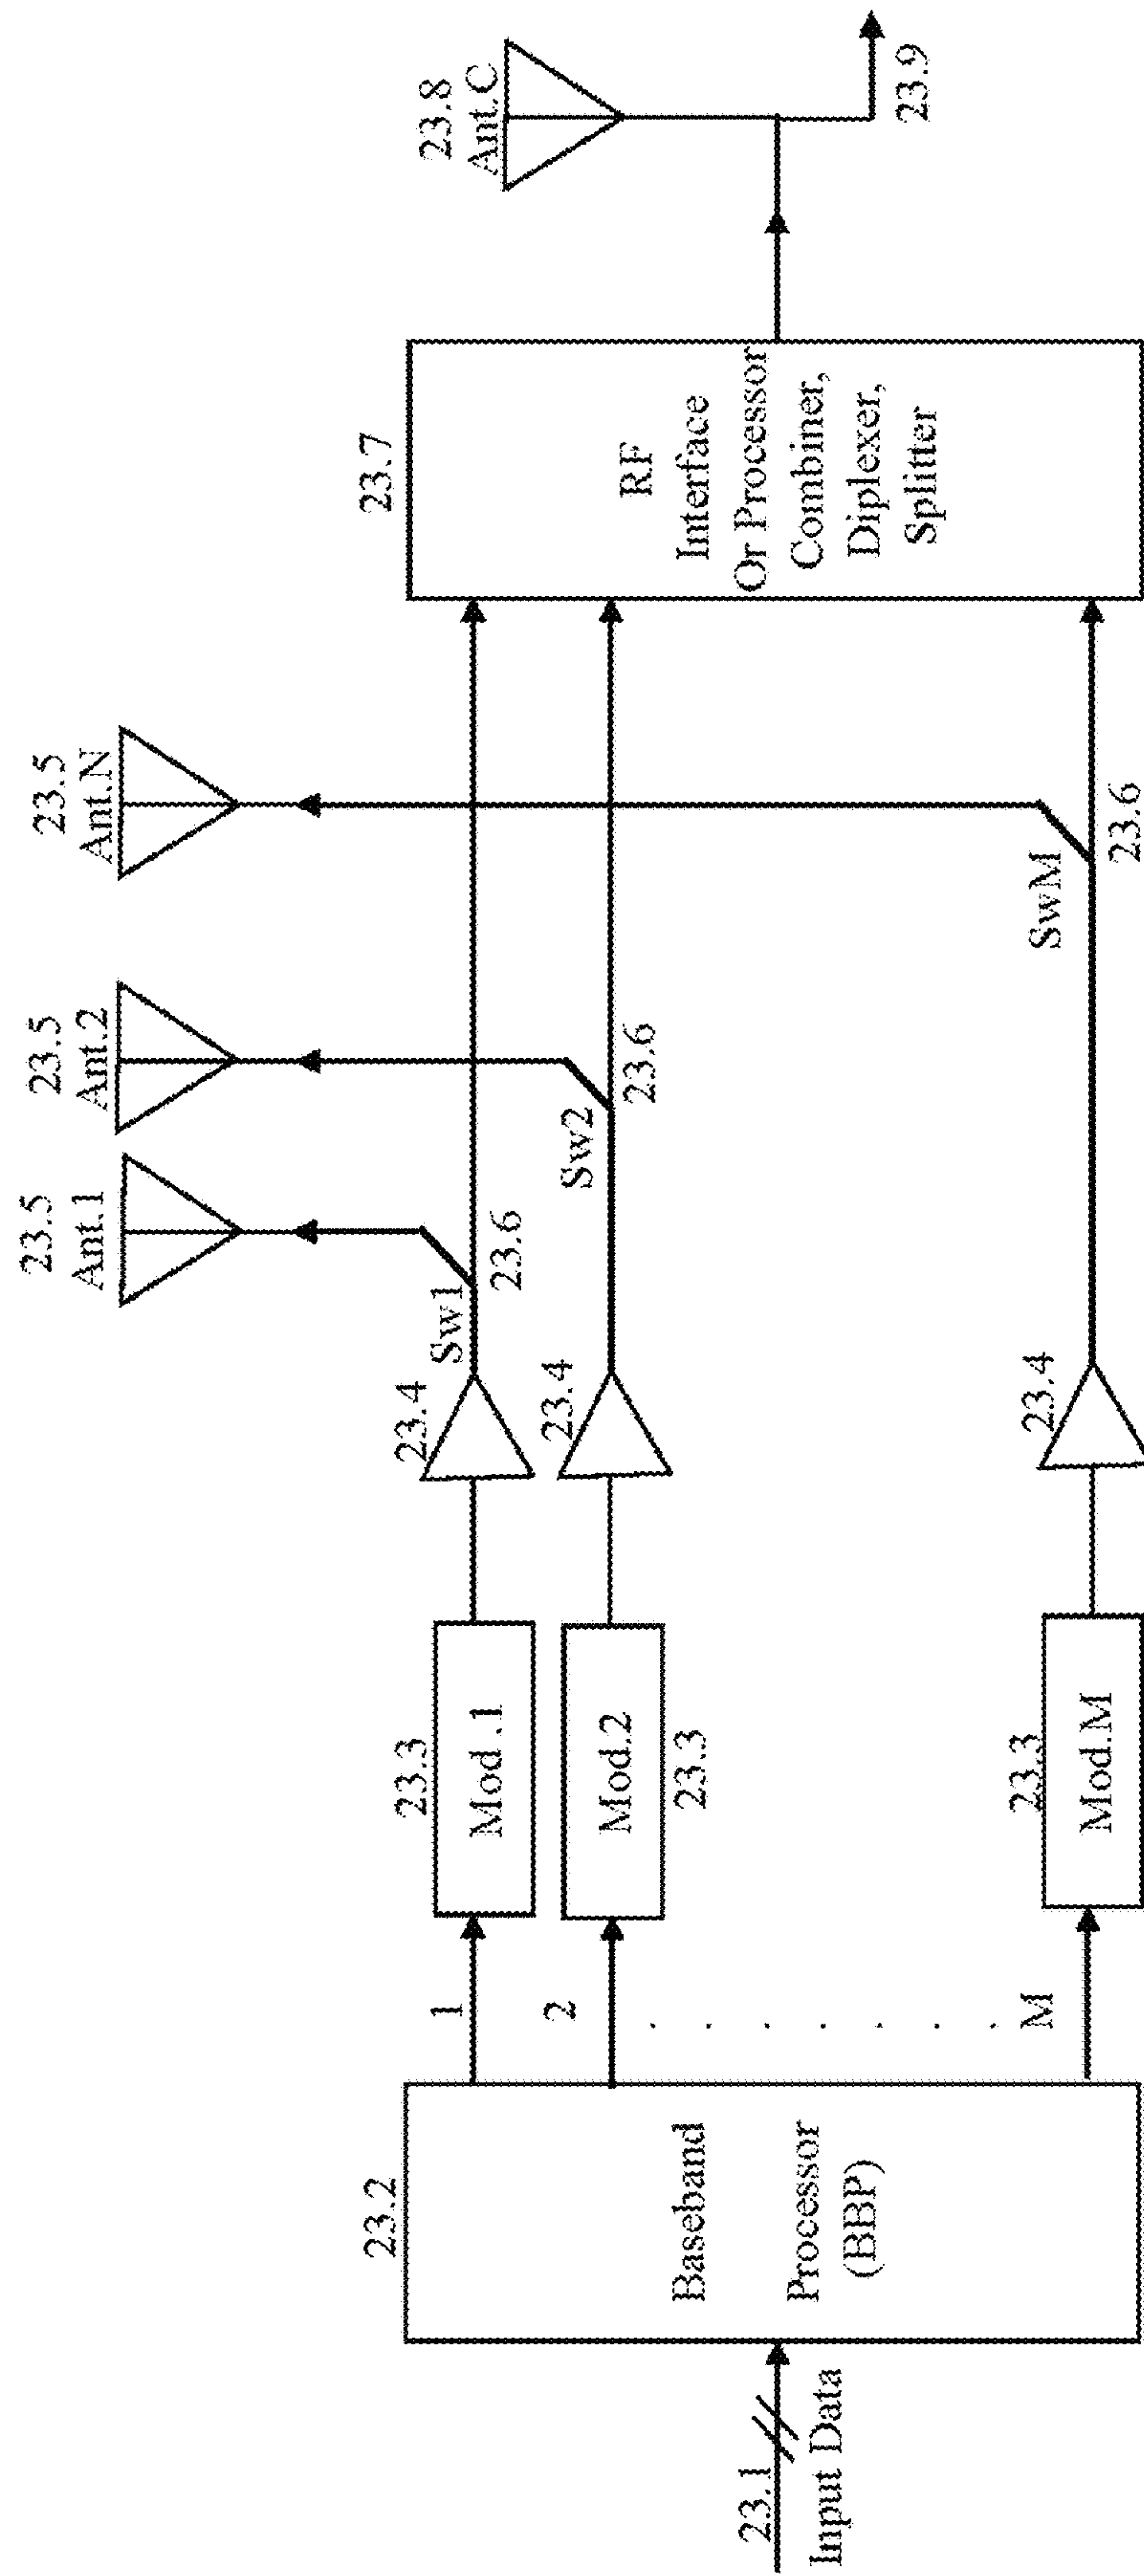 23.1
Input Data
23.2
Baseband
Processor
(BBP)
1
2
M
23.3
Mod.1
Mod.2
23.3
23.3
Mod.M
23.4
23.4
23.4
Sw1
23.6
Sw2
23.6
SwM
23.6
23.5
Ant.1
23.5
Ant.2
23.5
Ant.N
23.7
RF
Interface
Or Processor
Combiner,
Diplexer,
Splitter
23.8
Ant.C
23.9